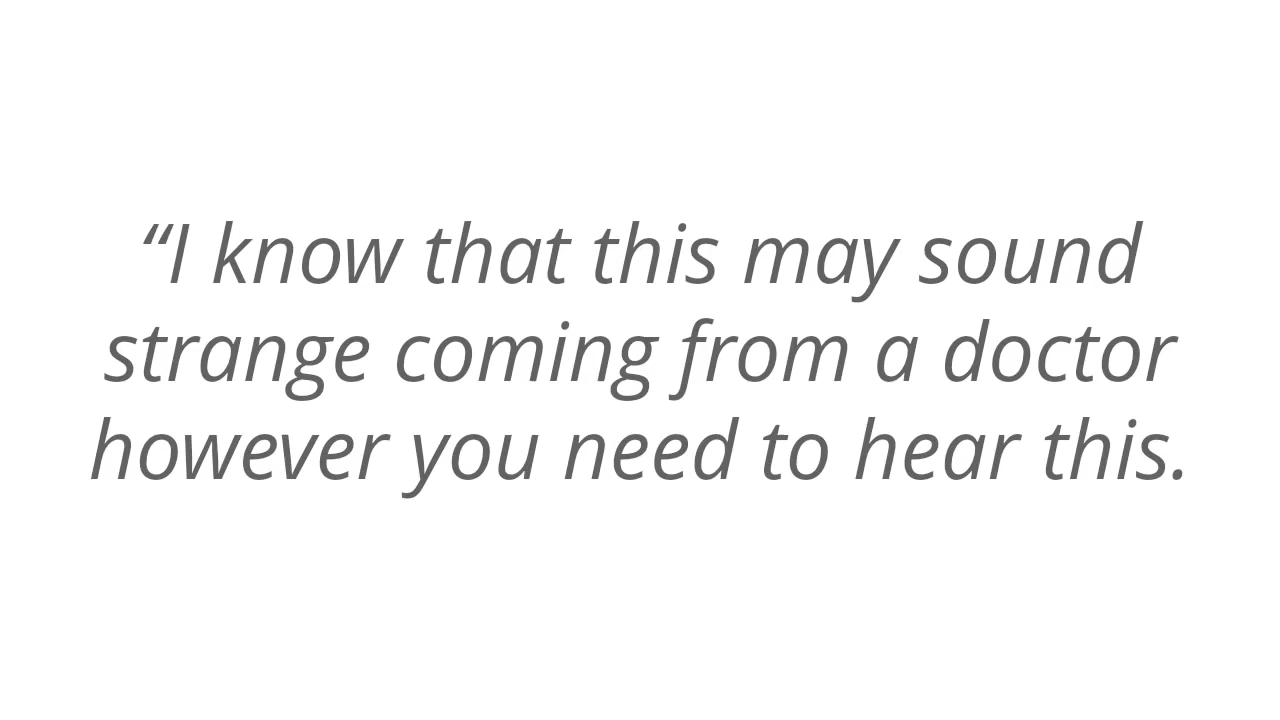 “I know that this may sound
strange coming from a doctor
however you need to hear this.